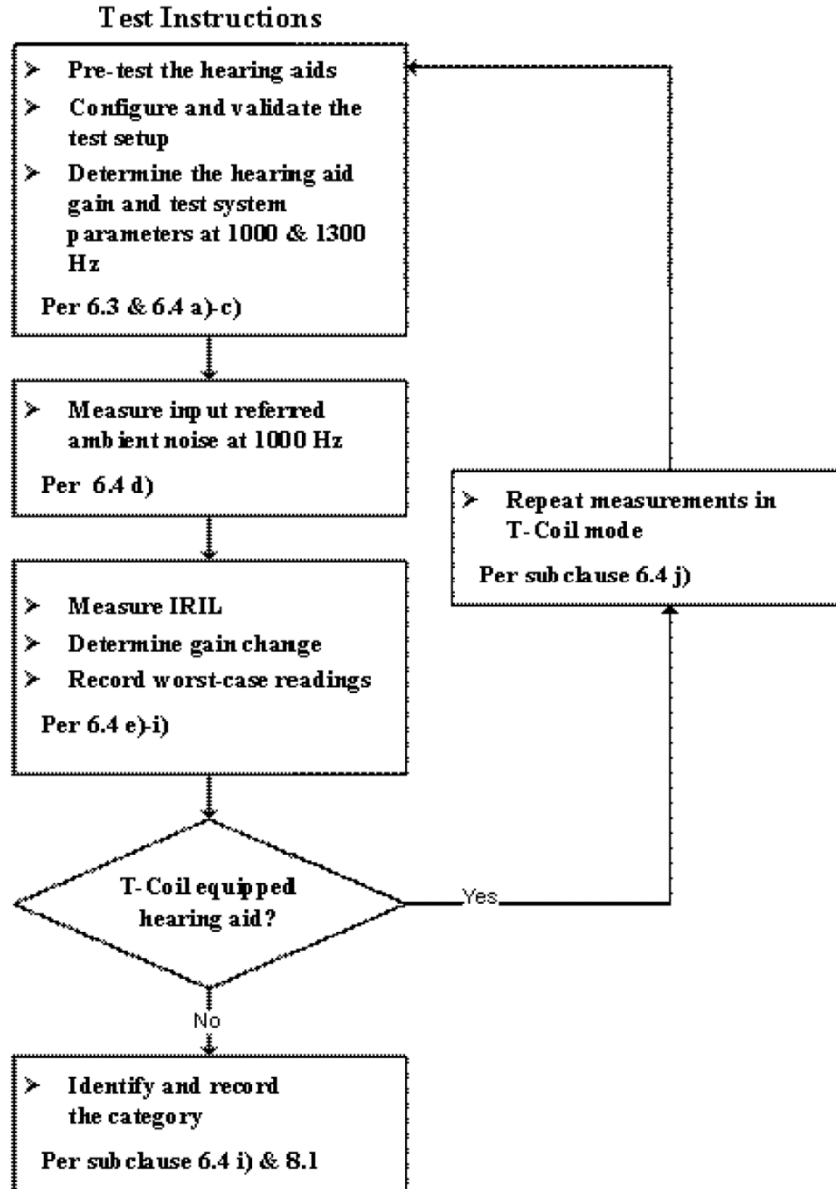 Test Instructions
➢ Pre-test the hearing aids
➢ Configure and validate the
test setup
➢ Determine the hearing aid
gain and test system
parameters at 1000 & 1300
Hz
Per 6.3 & 6.4 a)-c)
➢ Measure input referred
ambient noise at 1000 Hz
Per 6.4 d)
➢ Repeat measurements in
T-Coil mode
Per subclause 6.4 j)
➢ Measure IRIL
➢ Determine gain change
➢ Record worst-case readings
Per 6.4 e)-i)
T-Coil equipped
hearing aid?
Yes
No
➢ Identify and record
the category
Per subclause 6.4 i) & 8.1